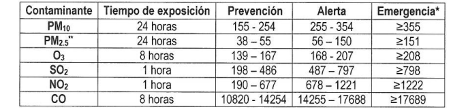 Contaminante Tiempo de exposición Prevención Alerta Emergencia*
PM10 24 horas 155 - 254 255 - 354 ≥355
PM2.5** 24 horas 38 – 55 56 – 150 ≥151
O3 8 horas 139 – 167 168 - 207 ≥208
SO2 1 hora 198 – 486 487 – 797 ≥798
NO2 1 hora 190 – 677 678 – 1221 ≥1222
CO 8 horas 10820 - 14254 14255 – 17688 ≥17689